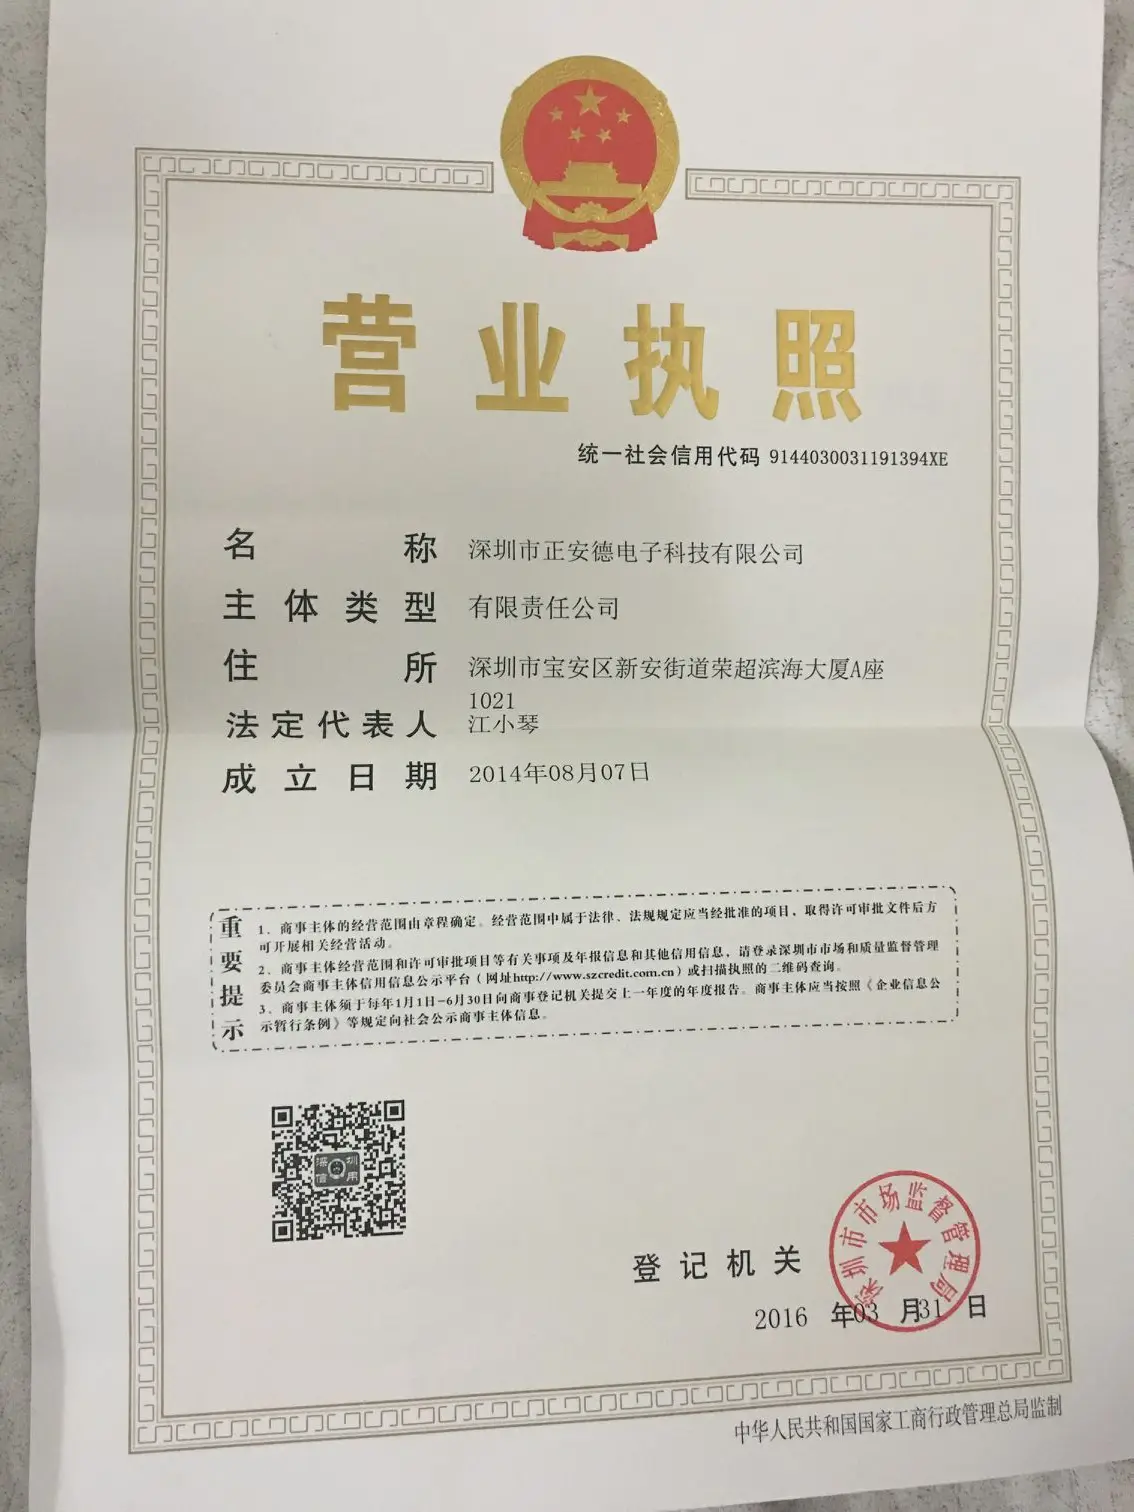 营业执照
统一社会信用代码 9144030031191394XE
名称 深圳市正安德电子科技有限公司
主体类型 有限责任公司
住所 深圳市宝安区新安街道荣超滨海大厦A座
1021
法定代表人 江小琴
成立日期 2014年08月07日
重要提示
1、商事主体的经营范围由章程确定。经营范围中属于法律、法规规定应当经批准的项目，取得许可审批文件后方
可开展相关经营活动。
2、商事主体经营范围和许可审批项目等有关事项及年报信息和其他信用信息，请登录深圳市市场和质量监督管理
委员会商事主体信用信息公示平台（网址http://www.szcredit.com.cn）或扫描执照的二维码查询。
3、商事主体须于每年1月1日-6月30日向商事登记机关提交上一年度的年度报告。商事主体应当按照《企业信息公
示暂行条例》等规定向社会公示商事主体信息。
深圳
信用
登记机关
深圳市市场监督管理局
2016 年03 月31 日
中华人民共和国国家工商行政管理总局监制